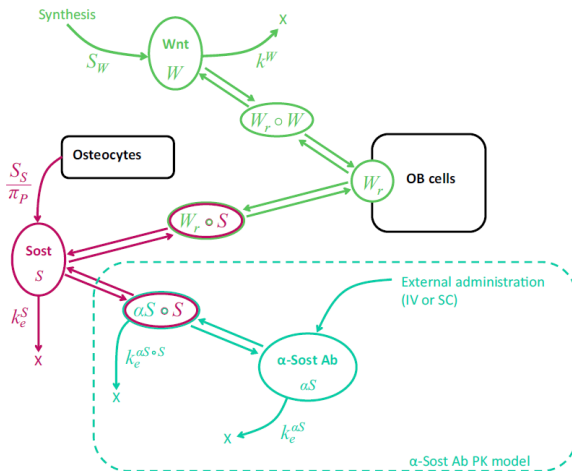 Synthesis
X
Wnt
W
S_W
k^W
W_r ∘ W
Osteocytes
OB cells
W_r
S_S
π_P
W_r ∘ S
Sost
S
External administration
(IV or SC)
αS ∘ S
k_e^S
k_e^{αS∘S}
α-Sost Ab
αS
X
X
X
k_e^{αS}
α-Sost Ab PK model